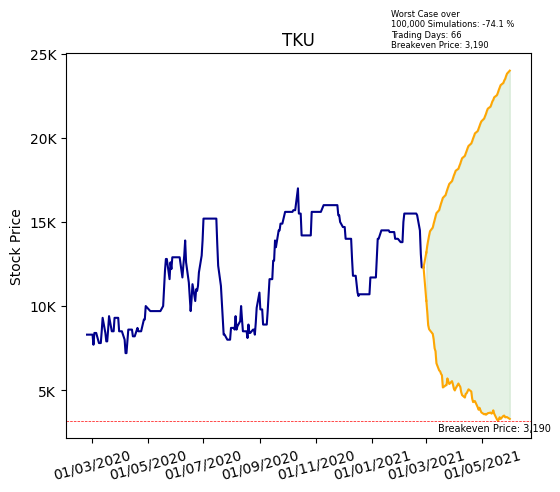 Worst Case over
100,000 Simulations: -74.1 %
Trading Days: 66
Breakeven Price: 3,190
TKU
25K
20K
15K
10K
5K
Stock Price
Breakeven Price: 3,190
01/03/2020 01/05/2020 01/07/2020 01/09/2020 01/11/2020 01/01/2021 01/03/2021 01/05/2021